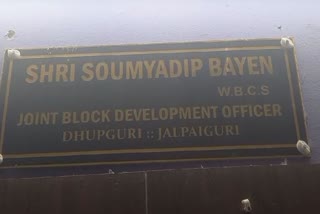 SHRI SOUMYADIP BAYEN
W.B.C.S
JOINT BLOCK DEVELOPMENT OFFICER
DHUPGURI :: JALPAIGURI